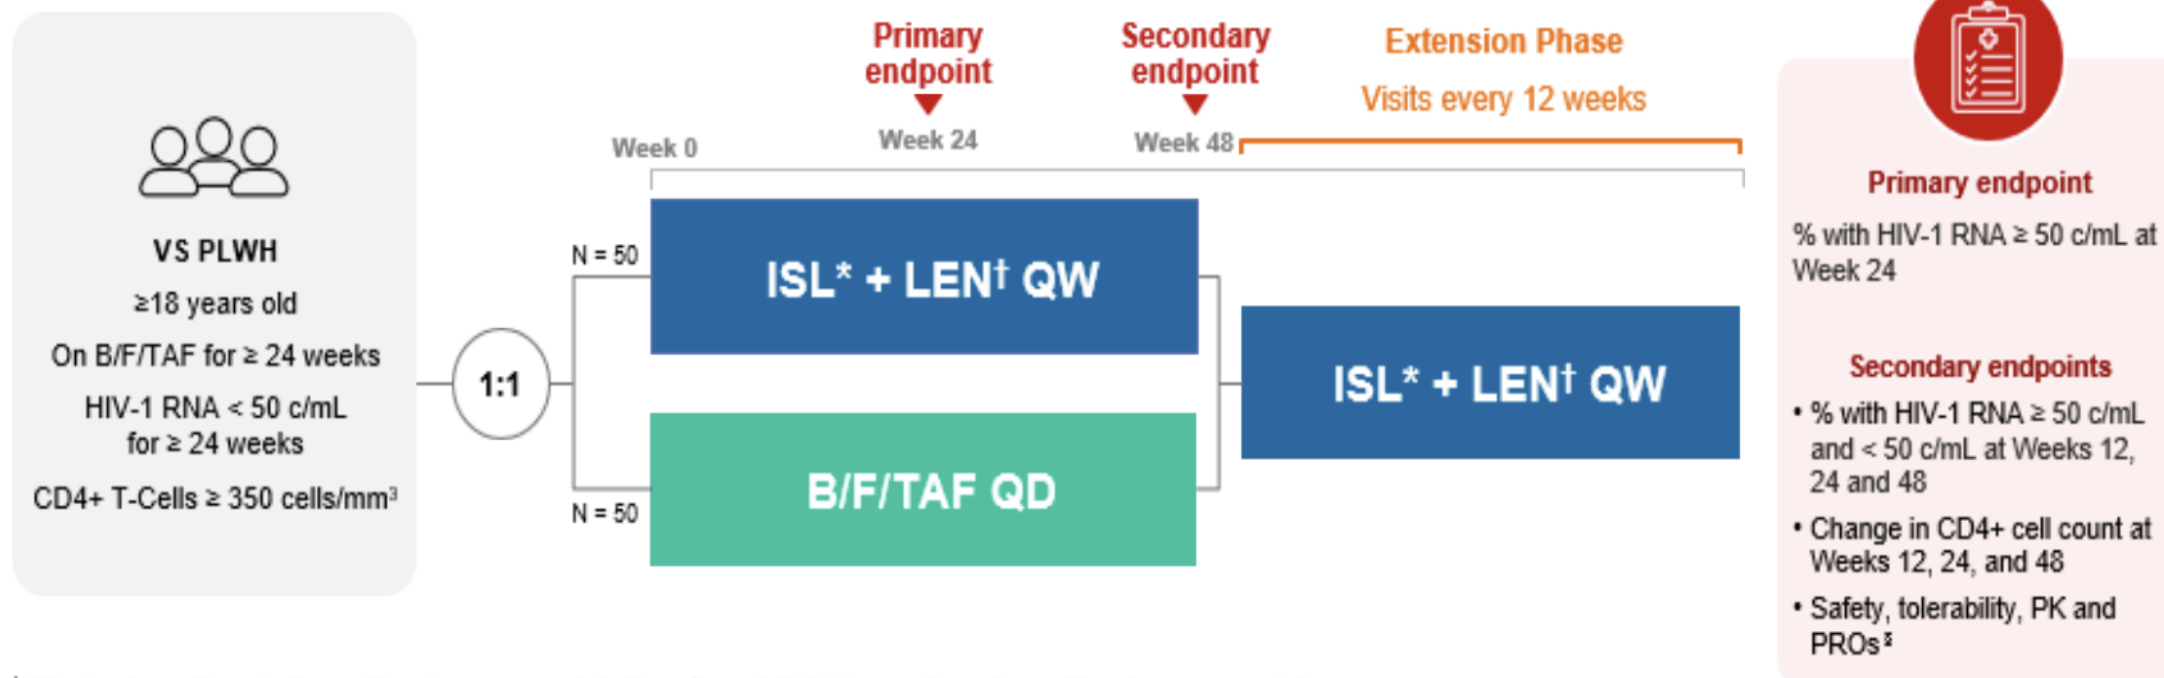 VS PLWH
≥18 years old
On B/F/TAF for ≥ 24 weeks
HIV-1 RNA < 50 c/mL
for ≥ 24 weeks
CD4+ T-Cells ≥ 350 cells/mm³
1:1
N = 50
N = 50
Primary
endpoint
Secondary
endpoint
Extension Phase
Visits every 12 weeks
Week 0
Week 24
Week 48
ISL* + LEN† QW
B/F/TAF QD
ISL* + LEN† QW
Primary endpoint
% with HIV-1 RNA ≥ 50 c/mL at
Week 24
Secondary endpoints
• % with HIV-1 RNA ≥ 50 c/mL
and < 50 c/mL at Weeks 12,
24 and 48
• Change in CD4+ cell count at
Weeks 12, 24, and 48
• Safety, tolerability, PK and
PROs